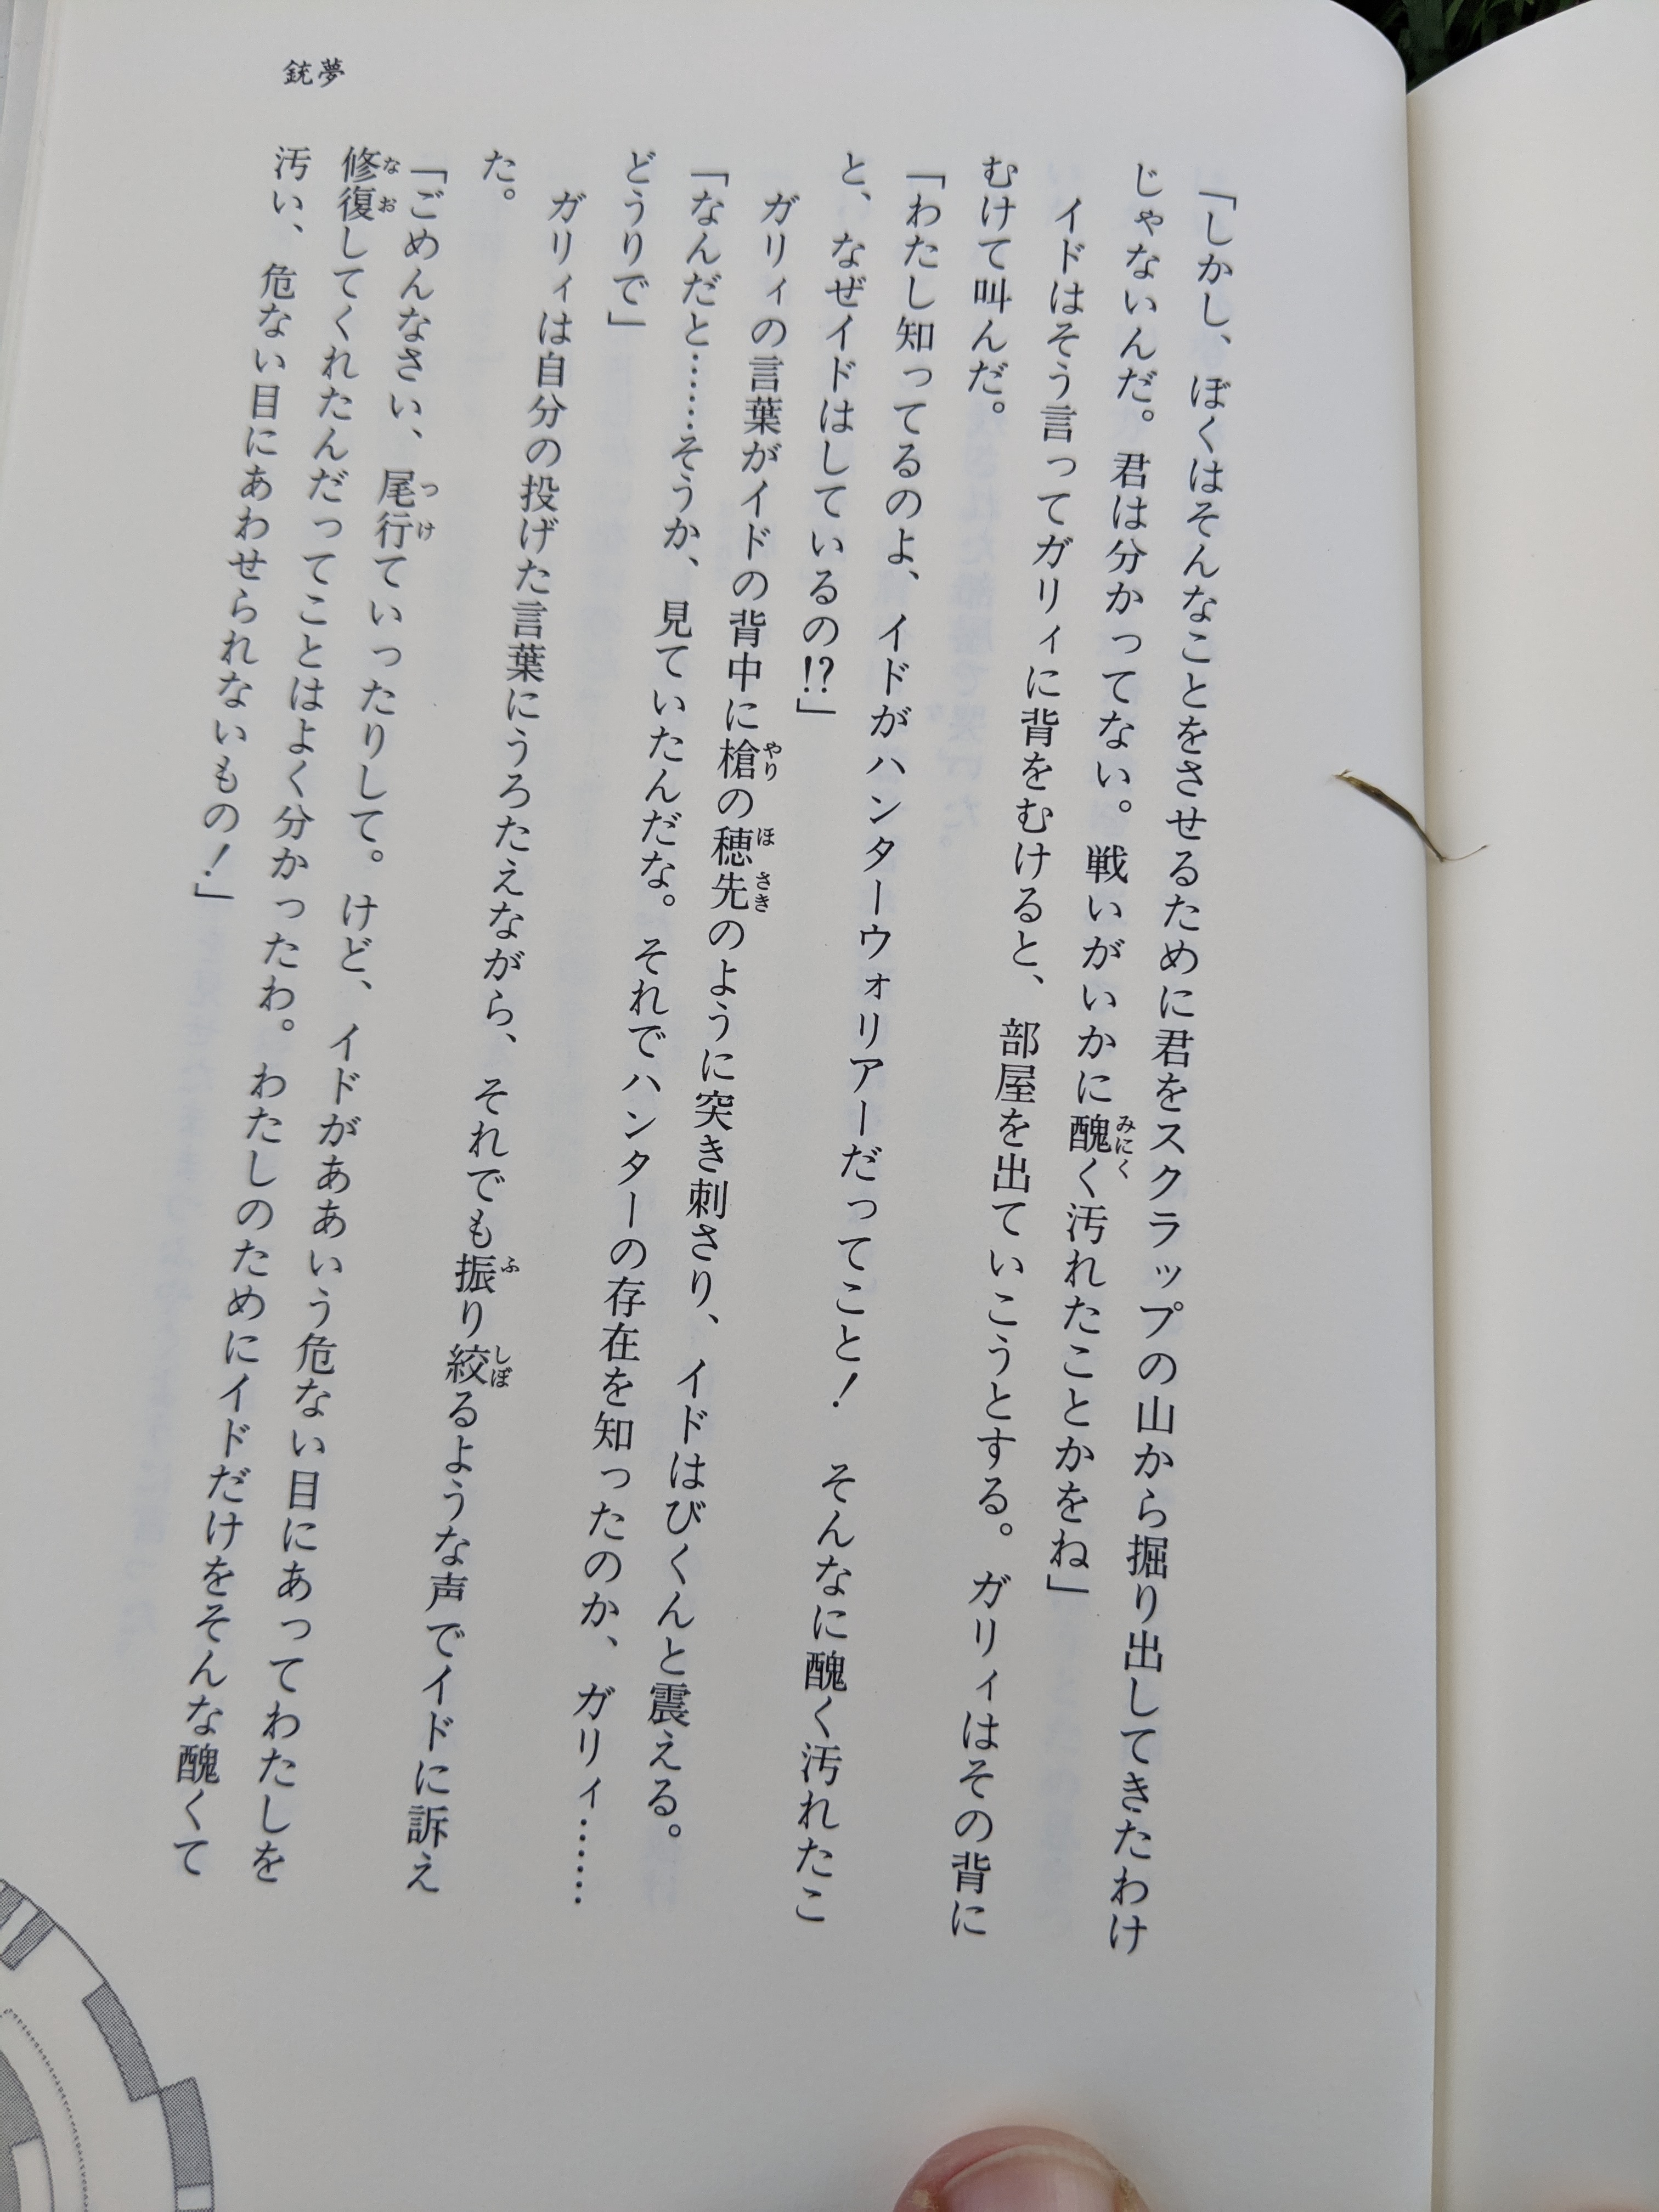 銃夢
「しかし、ぼくはそんなことをさせるために君をスクラップの山から掘り出してきたわけ
じゃないんだ。君は分かってない。戦いがいかに醜く汚れたことかをね」
イドはそう言ってガリィに背をむけると、部屋を出ていこうとする。ガリィはその背に
むけて叫んだ。
「わたし知ってるのよ、イドがハンターウォリアーだってこと！　そんなに醜く汚れたこ
と、なぜイドはしているの!?」
ガリィの言葉がイドの背中に槍の穂先のように突き刺さり、イドはびくんと震える。
「なんだと……そうか、見ていたんだな。それでハンターの存在を知ったのか、ガリィ……
どうりで」
ガリィは自分の投げた言葉にうろたえながら、それでも振り絞るような声でイドに訴え
た。
「ごめんなさい、尾行ていったりして。けど、イドがああいう危ない目にあってわたしを
修復してくれたんだってことはよく分かったわ。わたしのためにイドだけをそんな醜くて
汚い、危ない目にあわせられないもの！」